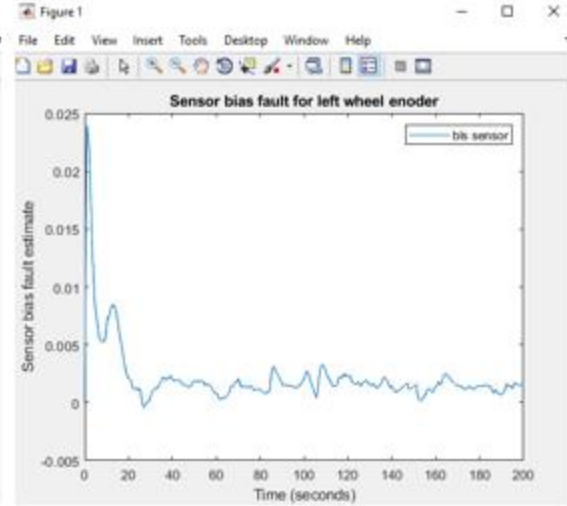 Figure 1
File Edit View Insert Tools Desktop Window Help
Sensor bias fault for left wheel enoder
bls sensor
0.025
0.02
0.015
0.01
0.005
0
-0.005
Sensor bias fault estimate
0 20 40 60 80 100 120 140 160 180 200
Time (seconds)